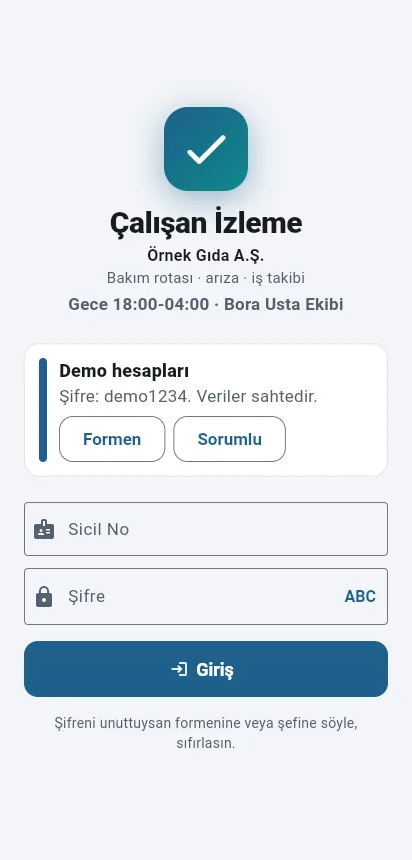 Çalışan İzleme
Örnek Gıda A.Ş.
Bakım rotası · arıza · iş takibi
Gece 18:00-04:00 · Bora Usta Ekibi
Demo hesapları
Şifre: demo1234. Veriler sahtedir.
Formen
Sorumlu
Sicil No
Şifre
ABC
Giriş
Şifreni unuttuysan formenine veya şefine söyle,
sıfırlasın.